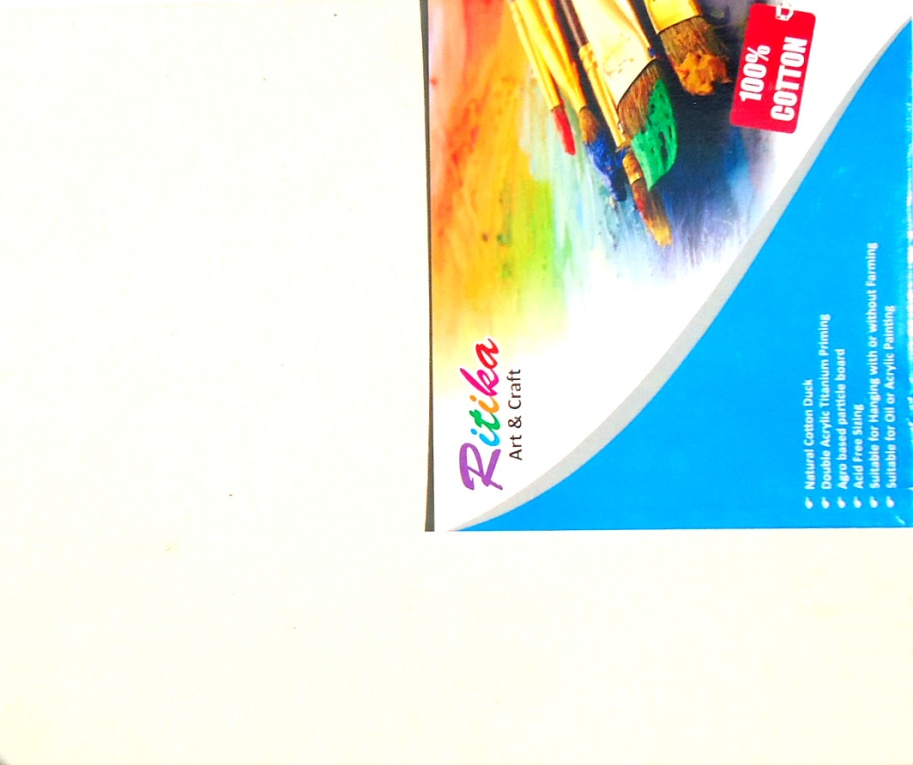 100%
COTTON
Ritika
Art & Craft
Natural Cotton Duck
Double Acrylic Titanium Priming
Agro based particle board
Acid Free Sizing
Suitable for Hanging with or without Farming
Suitable for Oil or Acrylic Painting